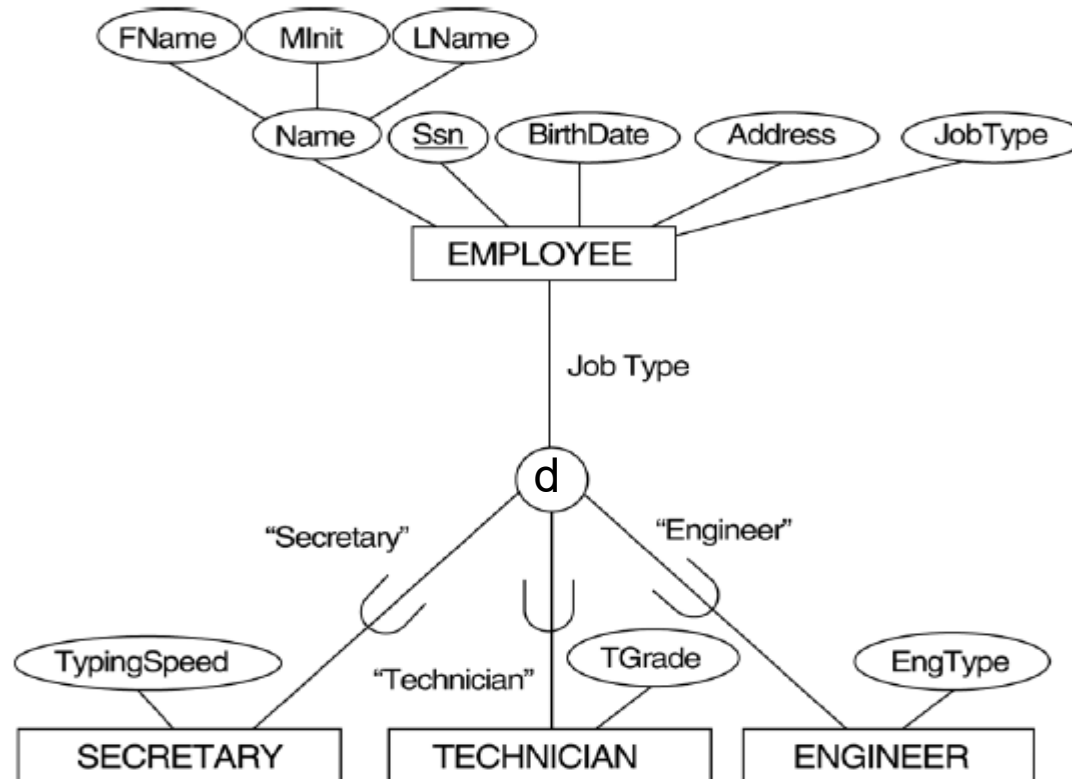 FName MInit LName
Name Ssn BirthDate Address JobType
EMPLOYEE
Job Type
d
“Secretary” “Engineer”
TypingSpeed “Technician” TGrade EngType
SECRETARY TECHNICIAN ENGINEER